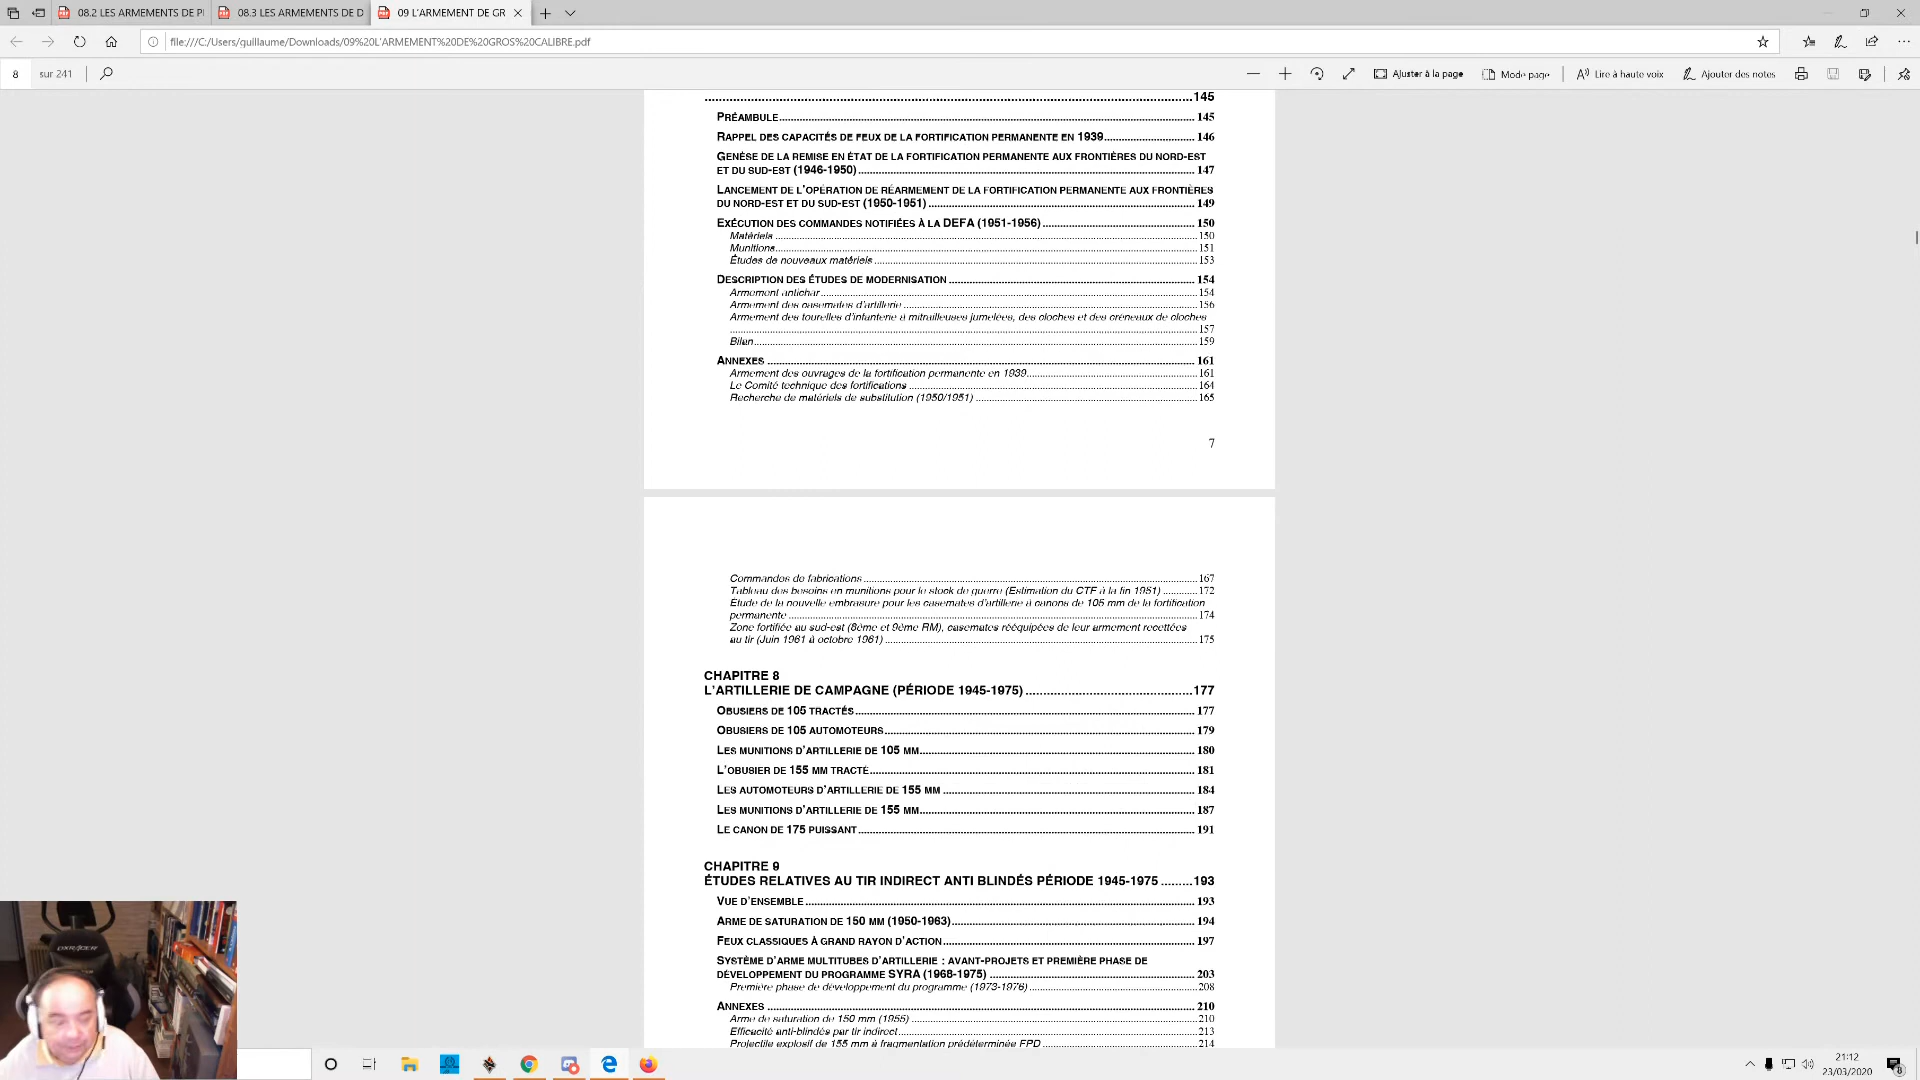 08.2 LES ARMEMENTS DE P
08.3 LES ARMEMENTS DE D
09 L'ARMEMENT DE GR
file:///C:/Users/guillaume/Downloads/09%20L'ARMEMENT%20DE%20GROS%20CALIBRE.pdf
8 sur 241
Ajuster à la page
Mode page
Lire à haute voix
Ajouter des notes
145
PRÉAMBULE 145
RAPPEL DES CAPACITÉS DE FEUX DE LA FORTIFICATION PERMANENTE EN 1939 146
GENÈSE DE LA REMISE EN ÉTAT DE LA FORTIFICATION PERMANENTE AUX FRONTIÈRES DU NORD-EST
ET DU SUD-EST (1946-1950) 147
LANCEMENT DE L'OPÉRATION DE RÉARMEMENT DE LA FORTIFICATION PERMANENTE AUX FRONTIÈRES
DU NORD-EST ET DU SUD-EST (1950-1951) 149
EXÉCUTION DES COMMANDES NOTIFIÉES À LA DEFA (1951-1956) 150
Matériels 150
Munitions 151
Études de nouveaux matériels 153
DESCRIPTION DES ÉTUDES DE MODERNISATION 154
Armement antichar 154
Armement des casemates d'artillerie 156
Armement des tourelles d'infanterie à mitrailleuses jumelées, des cloches et des créneaux de cloches
157
Bilan 159
ANNEXES 161
Armement des ouvrages de la fortification permanente en 1939 161
Le Comité technique des fortifications 164
Recherche de matériels de substitution (1950/1951) 165
7
Commandes de fabrications 167
Tableau des besoins en munitions pour le stock de guerre (Estimation du CTF à la fin 1951) 172
Étude de la nouvelle embrasure pour les casemates d'artillerie à canons de 105 mm de la fortification
permanente 174
Zone fortifiée au sud-est (8ème et 9ème RM), casemates rééquipées de leur armement recettées
au tir (Juin 1961 à octobre 1961) 175
CHAPITRE 8
L'ARTILLERIE DE CAMPAGNE (PÉRIODE 1945-1975) 177
OBUSIERS DE 105 TRACTÉS 177
OBUSIERS DE 105 AUTOMOTEURS 179
LES MUNITIONS D'ARTILLERIE DE 105 MM 180
L'OBUSIER DE 155 MM TRACTÉ 181
LES AUTOMOTEURS D'ARTILLERIE DE 155 MM 184
LES MUNITIONS D'ARTILLERIE DE 155 MM 187
LE CANON DE 175 PUISSANT 191
CHAPITRE 9
ÉTUDES RELATIVES AU TIR INDIRECT ANTI BLINDÉS PÉRIODE 1945-1975 193
VUE D'ENSEMBLE 193
ARME DE SATURATION DE 150 MM (1950-1963) 194
FEUX CLASSIQUES À GRAND RAYON D'ACTION 197
SYSTÈME D'ARME MULTITUBES D'ARTILLERIE : AVANT-PROJETS ET PREMIÈRE PHASE DE
DÉVELOPPEMENT DU PROGRAMME SYRA (1968-1975) 203
Première phase de développement du programme (1973-1976) 208
ANNEXES 210
Arme de saturation de 150 mm (1955) 210
Efficacité anti-blindés par tir indirect 213
Projectile explosif de 155 mm à fragmentation prédéterminée FPD 214
DXRACER
21:12
23/03/2020